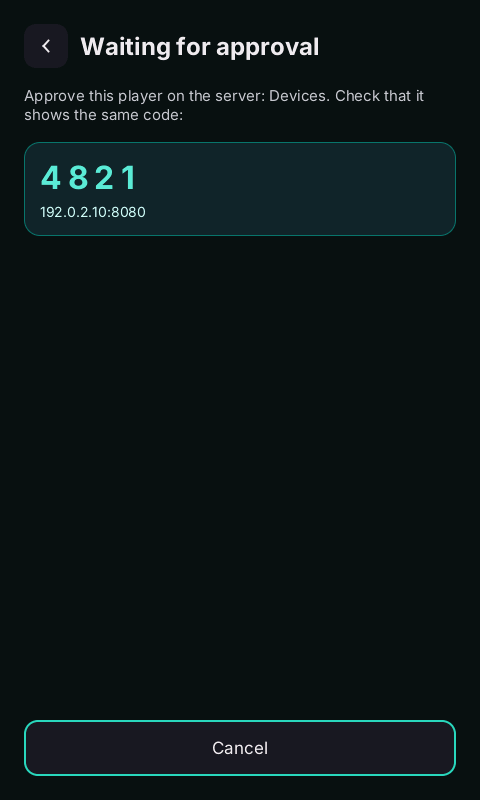 Waiting for approval
Approve this player on the server: Devices. Check that it
shows the same code:
4821
192.0.2.10:8080
Cancel